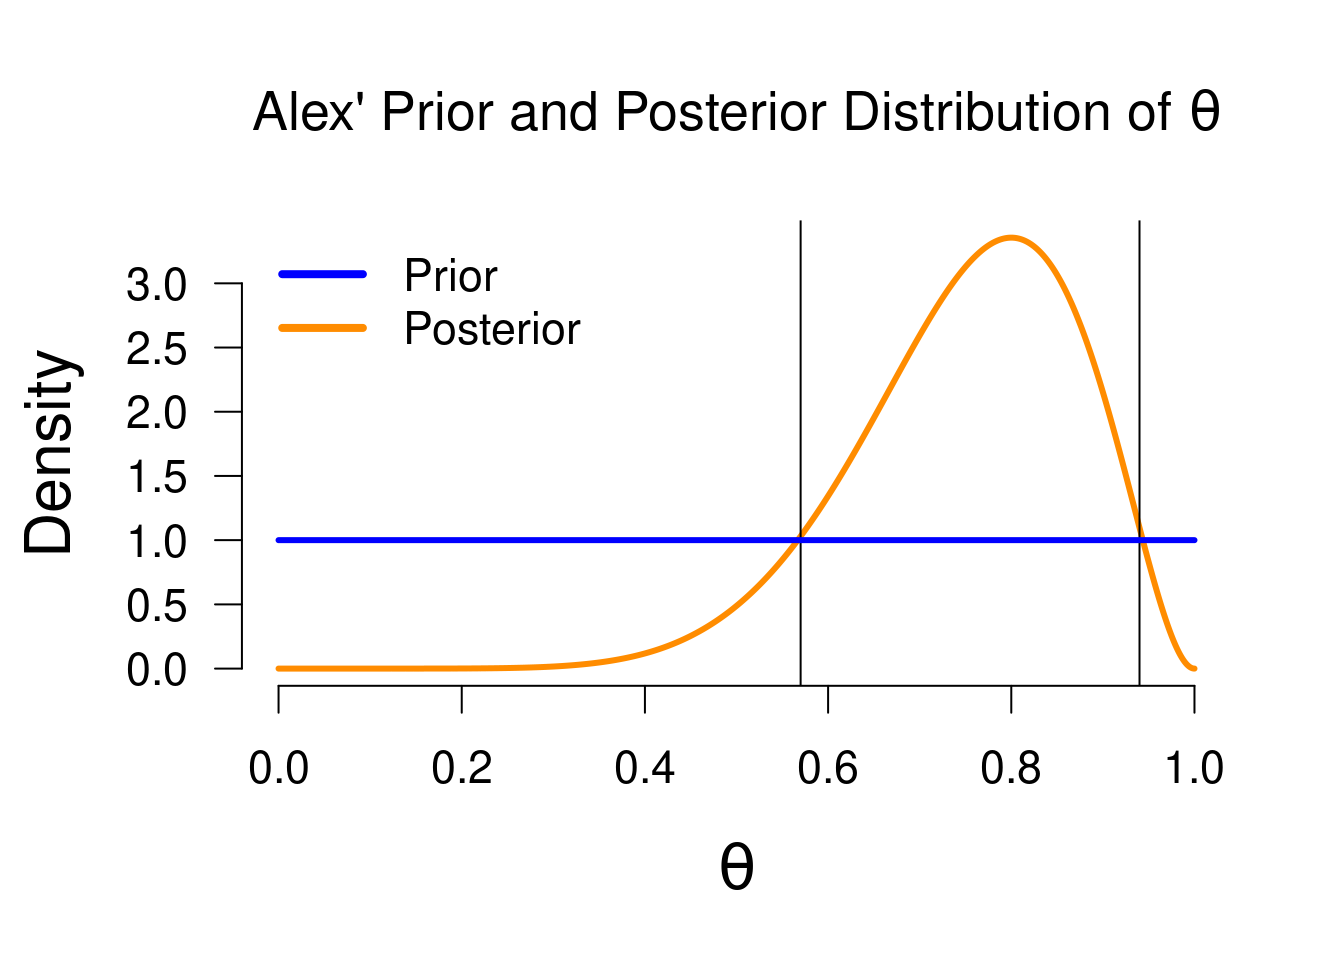 Alex' Prior and Posterior Distribution of θ
Prior
Posterior
Density
3.0
2.5
2.0
1.5
1.0
0.5
0.0
0.0 0.2 0.4 0.6 0.8 1.0
θ